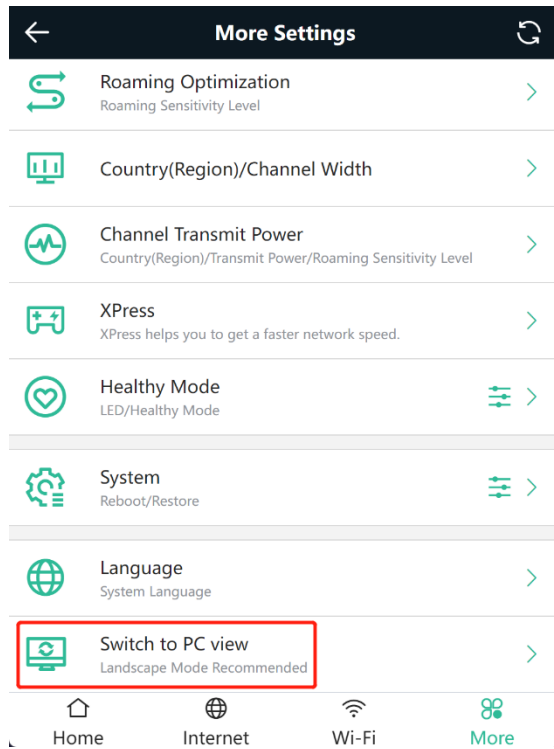 More Settings
Roaming Optimization
Roaming Sensitivity Level
Country(Region)/Channel Width
Channel Transmit Power
Country(Region)/Transmit Power/Roaming Sensitivity Level
XPress
XPress helps you to get a faster network speed.
Healthy Mode
LED/Healthy Mode
System
Reboot/Restore
Language
System Language
Switch to PC view
Landscape Mode Recommended
Home Internet Wi-Fi More